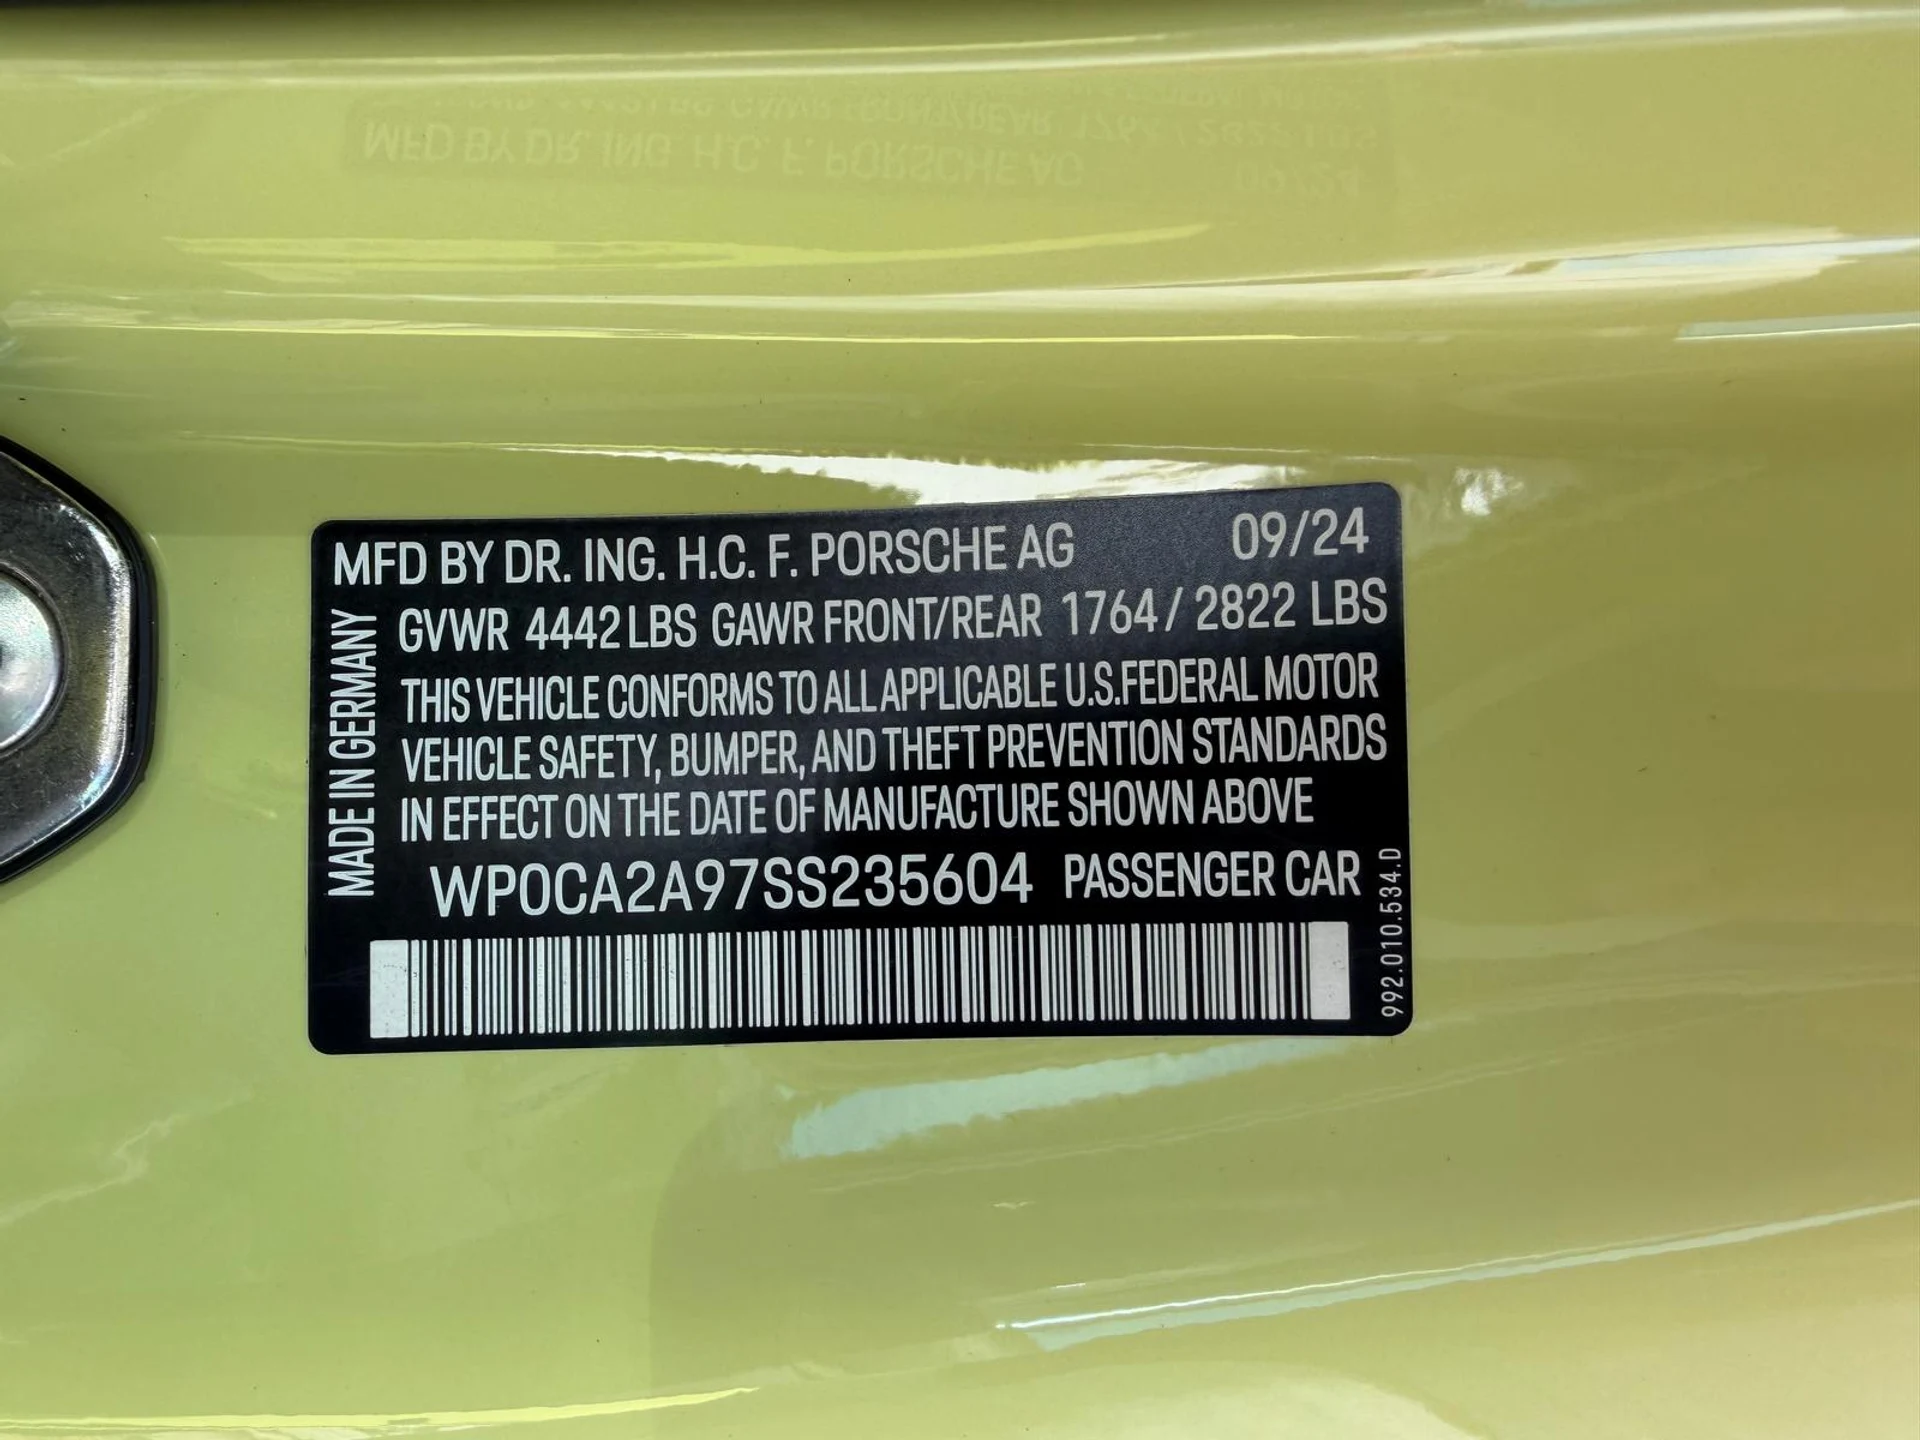 MFD BY DR. ING. H.C. F. PORSCHE AG 09/24
GVWR 4442 LBS GAWR FRONT/REAR 1764 / 2822 LBS
THIS VEHICLE CONFORMS TO ALL APPLICABLE U.S.FEDERAL MOTOR
VEHICLE SAFETY, BUMPER, AND THEFT PREVENTION STANDARDS
IN EFFECT ON THE DATE OF MANUFACTURE SHOWN ABOVE
WP0CA2A97SS235604 PASSENGER CAR
MADE IN GERMANY
992.010.534.D